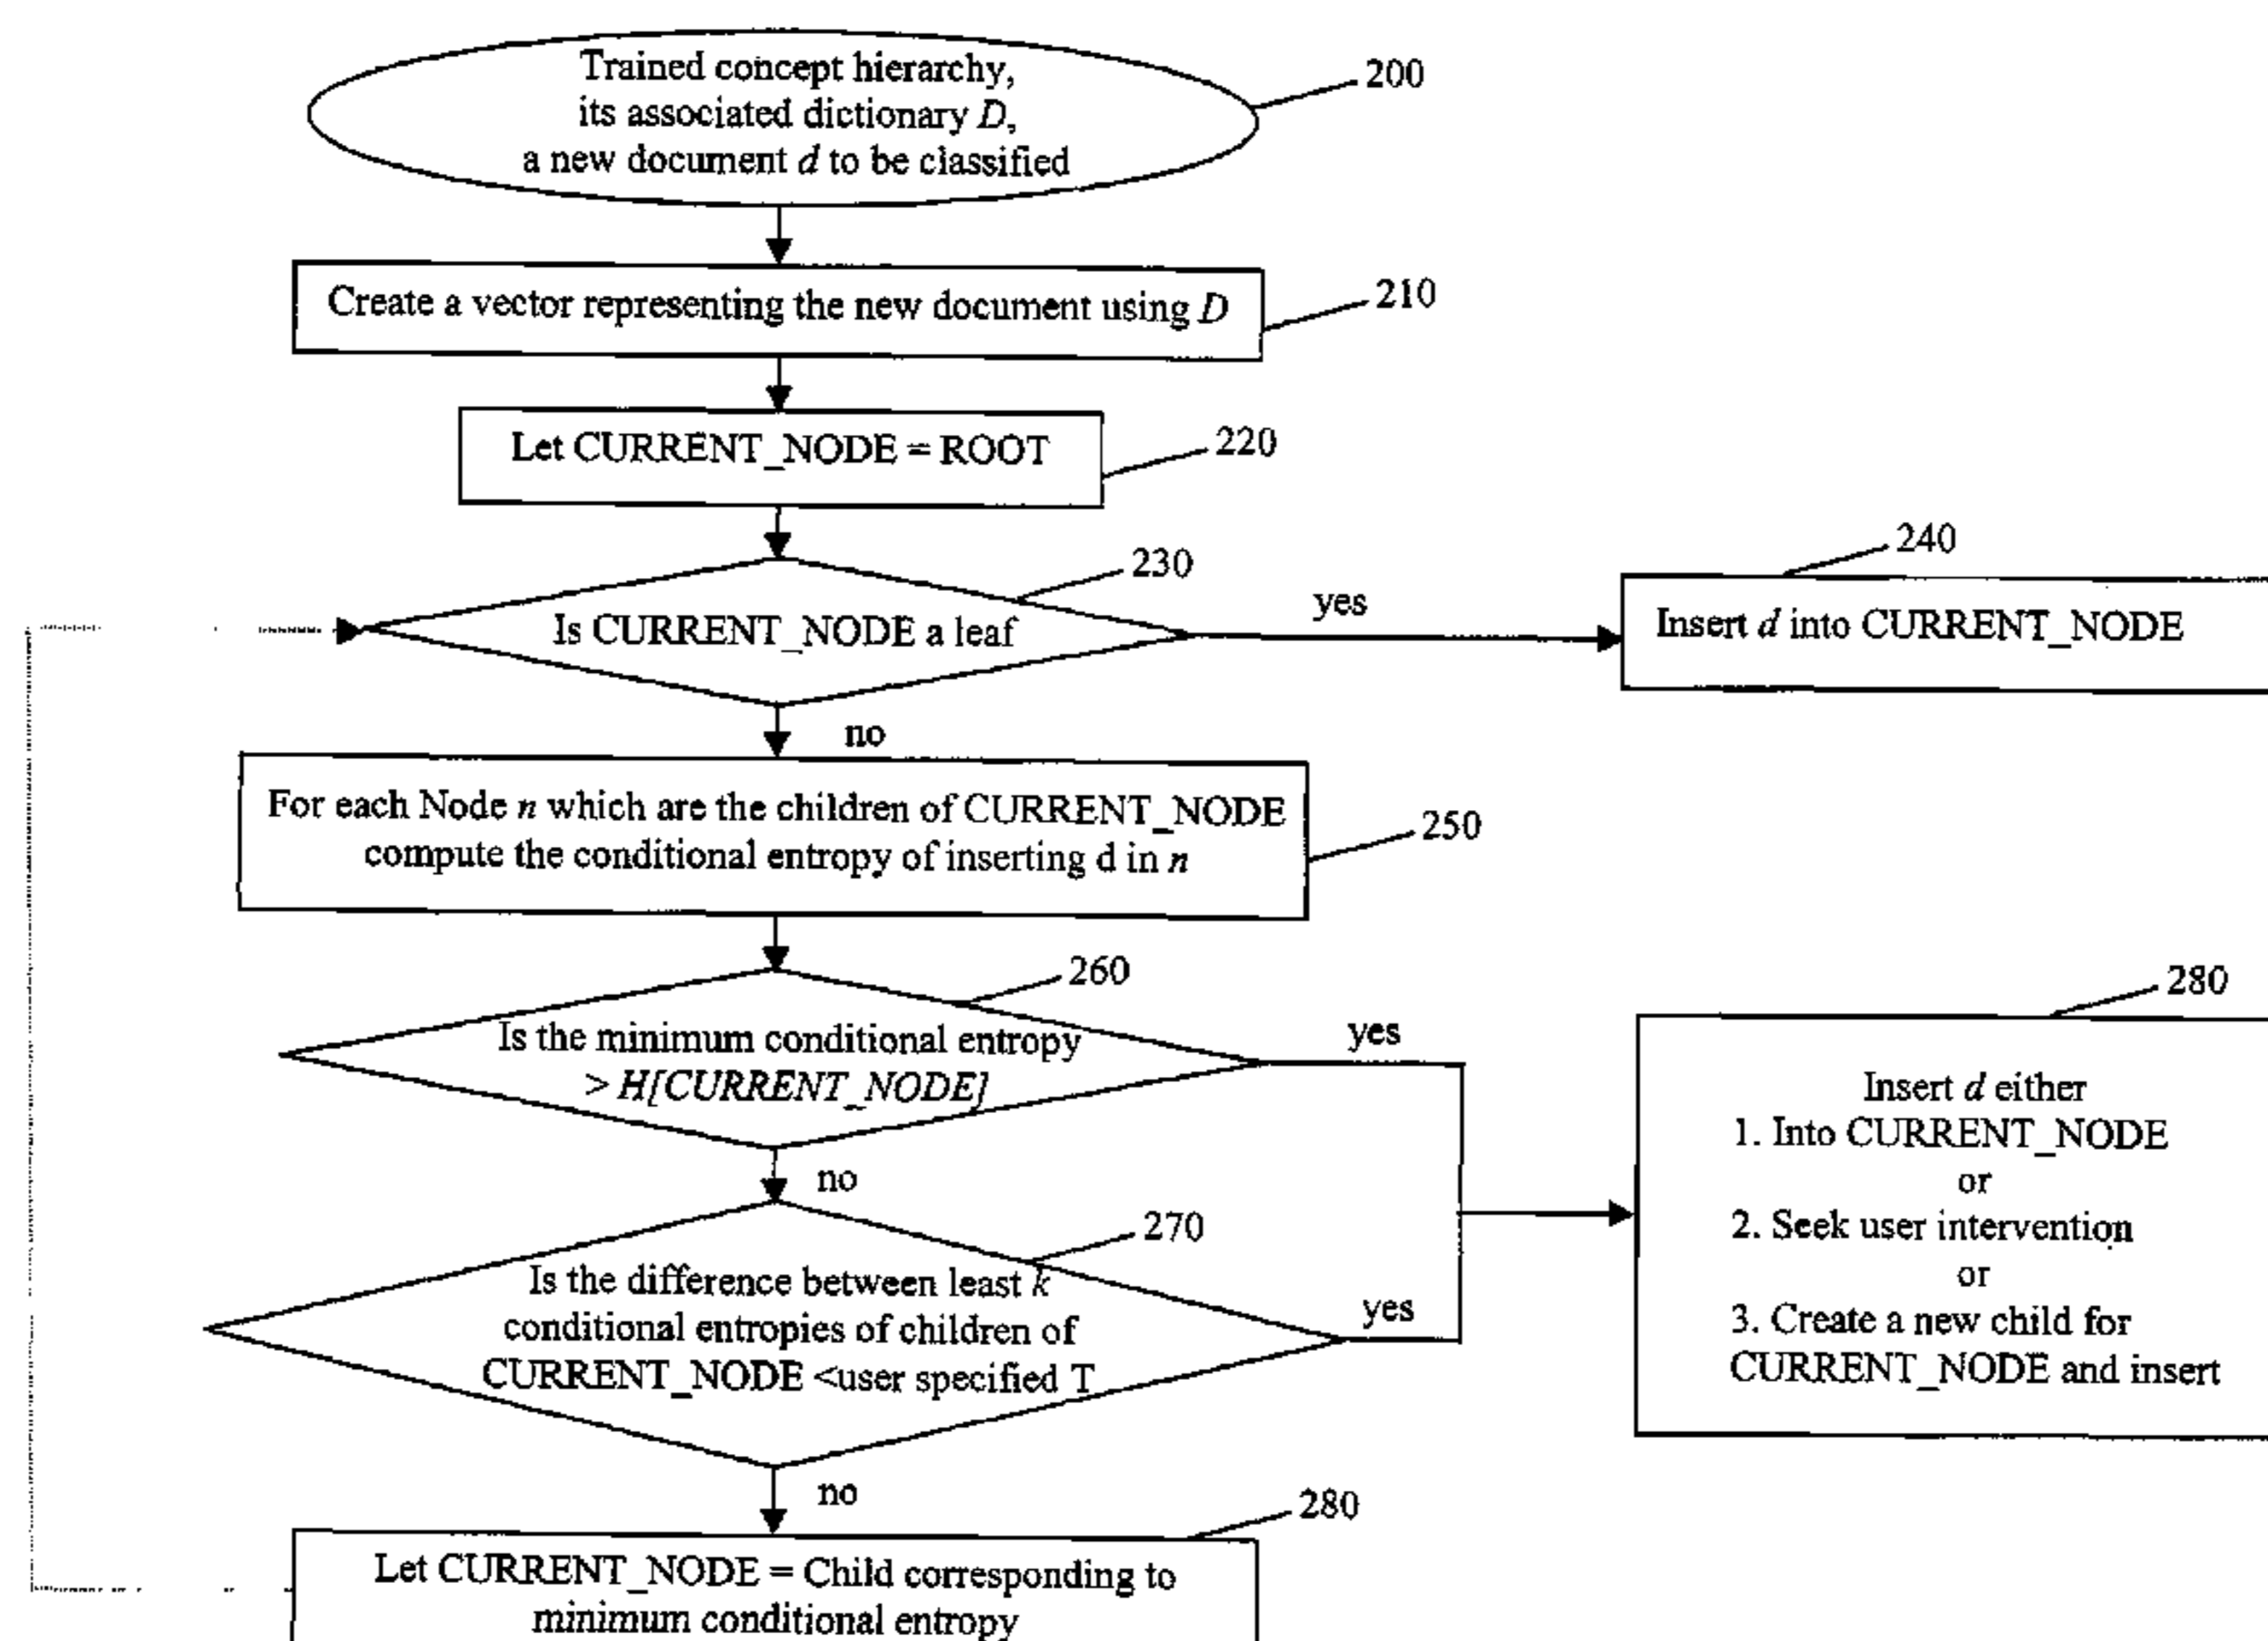 Trained concept hierarchy,
its associated dictionary D,
a new document d to be classified
200
Create a vector representing the new document using D
210
Let CURRENT_NODE = ROOT
220
230
Is CURRENT_NODE a leaf
yes
240
Insert d into CURRENT_NODE
no
For each Node n which are the children of CURRENT_NODE
compute the conditional entropy of inserting d in n
250
260
Is the minimum conditional entropy
> H[CURRENT_NODE]
yes
no
270
Is the difference between least k
conditional entropies of children of
CURRENT_NODE <user specified T
yes
280
Insert d either
1. Into CURRENT_NODE
or
2. Seek user intervention
or
3. Create a new child for
CURRENT_NODE and insert
no
280
Let CURRENT_NODE = Child corresponding to
minimum conditional entropy